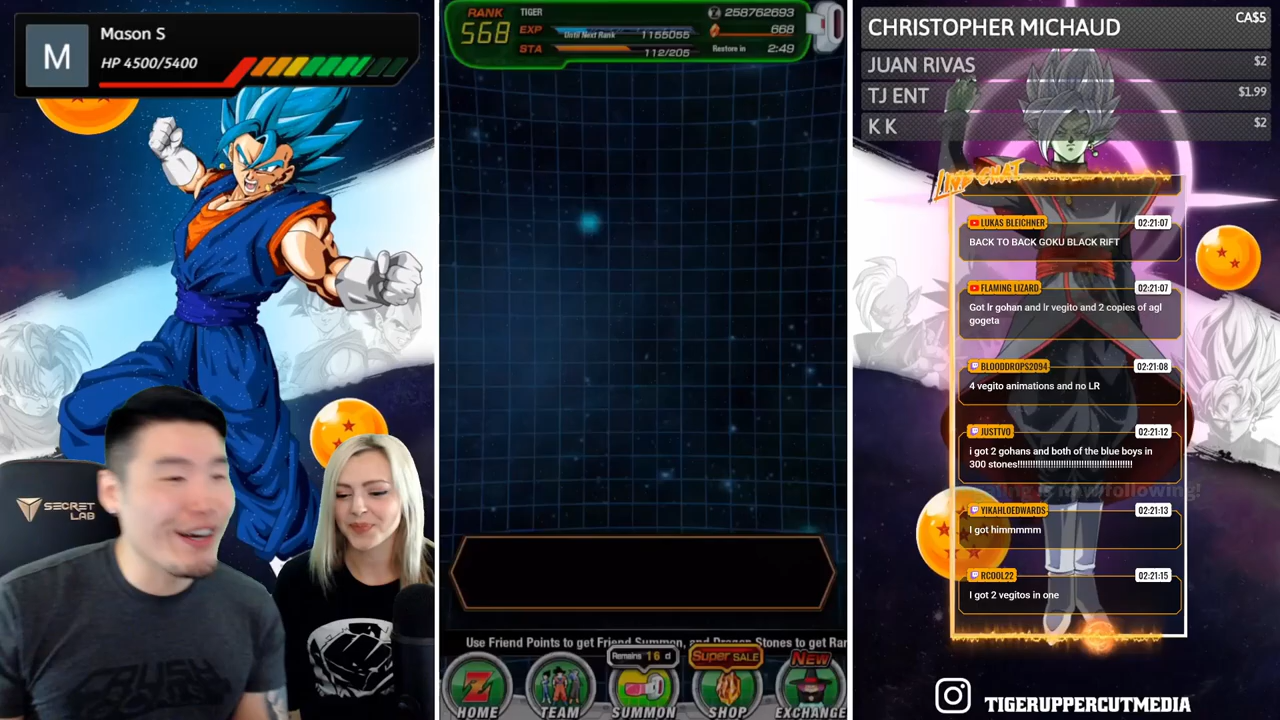 M
Mason S
HP 4500/5400
SECRET
LAB
RANK
568
TIGER
EXP
Until Next Rank
1155055
STA
112/205
258762693
668
Restore in
2:49
Use Friend Points to get Friend Summon, and Dragon Stones to get Rar
Remains 16 d
Super SALE
NEW
HOME
TEAM
SUMMON
SHOP
EXCHANGE
CHRISTOPHER MICHAUD
CA$5
JUAN RIVAS
$2
TJ ENT
$1.99
K K
$2
LIVE CHAT
LUKAS BLEICHNER
02:21:07
BACK TO BACK GOKU BLACK RIFT
FLAMING LIZARD
02:21:07
Got lr gohan and lr vegito and 2 copies of agl
gogeta
BLOODDROPS2094
02:21:08
4 vegito animations and no LR
JUSTTVO
02:21:12
i got 2 gohans and both of the blue boys in
300 stones!!!!!!!!!!!!!!!!!!!!!!!!!!!!!!!!!!!!!!!!!
following!
YIKAHLOEDWARDS
02:21:13
I got himmmmm
RCOOL22
02:21:15
I got 2 vegitos in one
TIGERUPPERCUTMEDIA